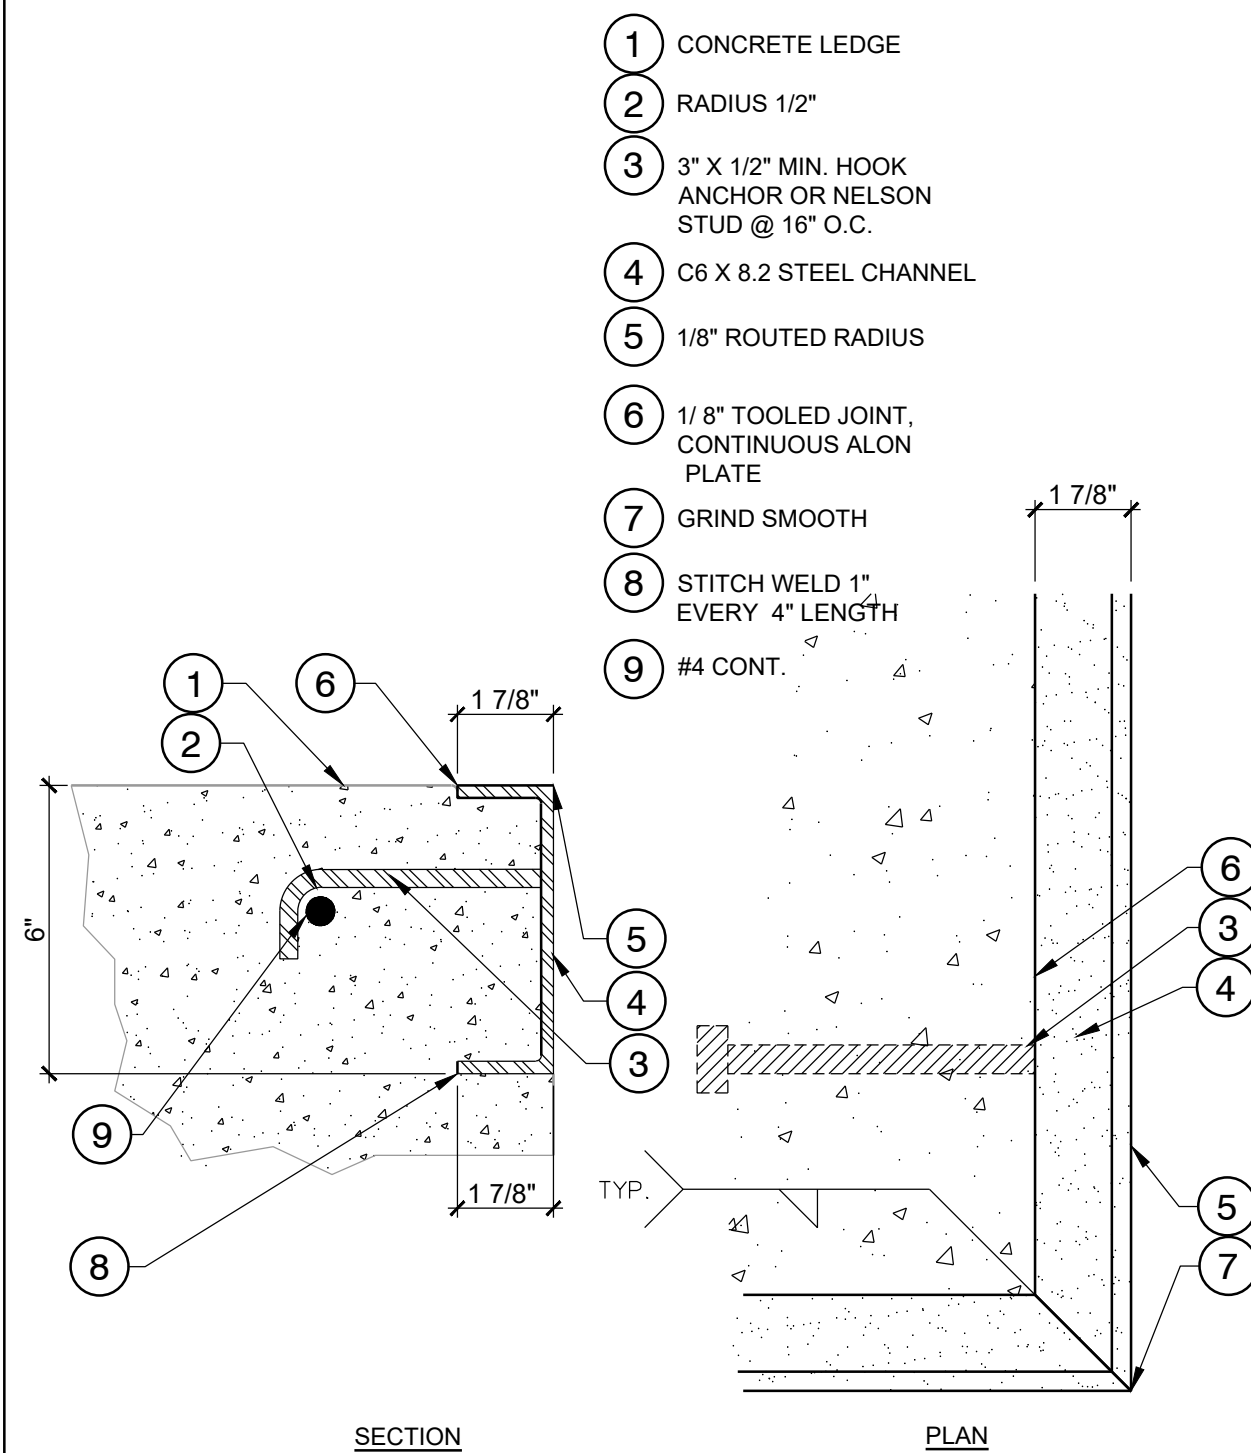 1 CONCRETE LEDGE
2 RADIUS 1/2"
3 3" X 1/2" MIN. HOOK
ANCHOR OR NELSON
STUD @ 16" O.C.
4 C6 X 8.2 STEEL CHANNEL
5 1/8" ROUTED RADIUS
6 1/ 8" TOOLED JOINT,
CONTINUOUS ALON
PLATE
7 GRIND SMOOTH
8 STITCH WELD 1"
EVERY 4" LENGTH
9 #4 CONT.
1
6
2
1 7/8"
6"
5
4
3
9
8
1 7/8"
SECTION
1 7/8"
6
3
4
TYP.
5
7
PLAN